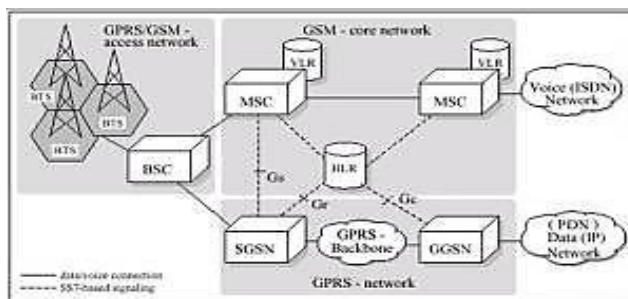 GPRS/GSM -
access network
BTS
BTS
BTS
BSC
GSM - core network
VLR
MSC
VLR
MSC
Voice (ISDN)
Network
HLR
Gs
Gr
Gc
SGSN
GPRS -
Backbone
GGSN
( PDN )
Data (IP)
Network
data/voice connection
SS7-based signaling
GPRS - network